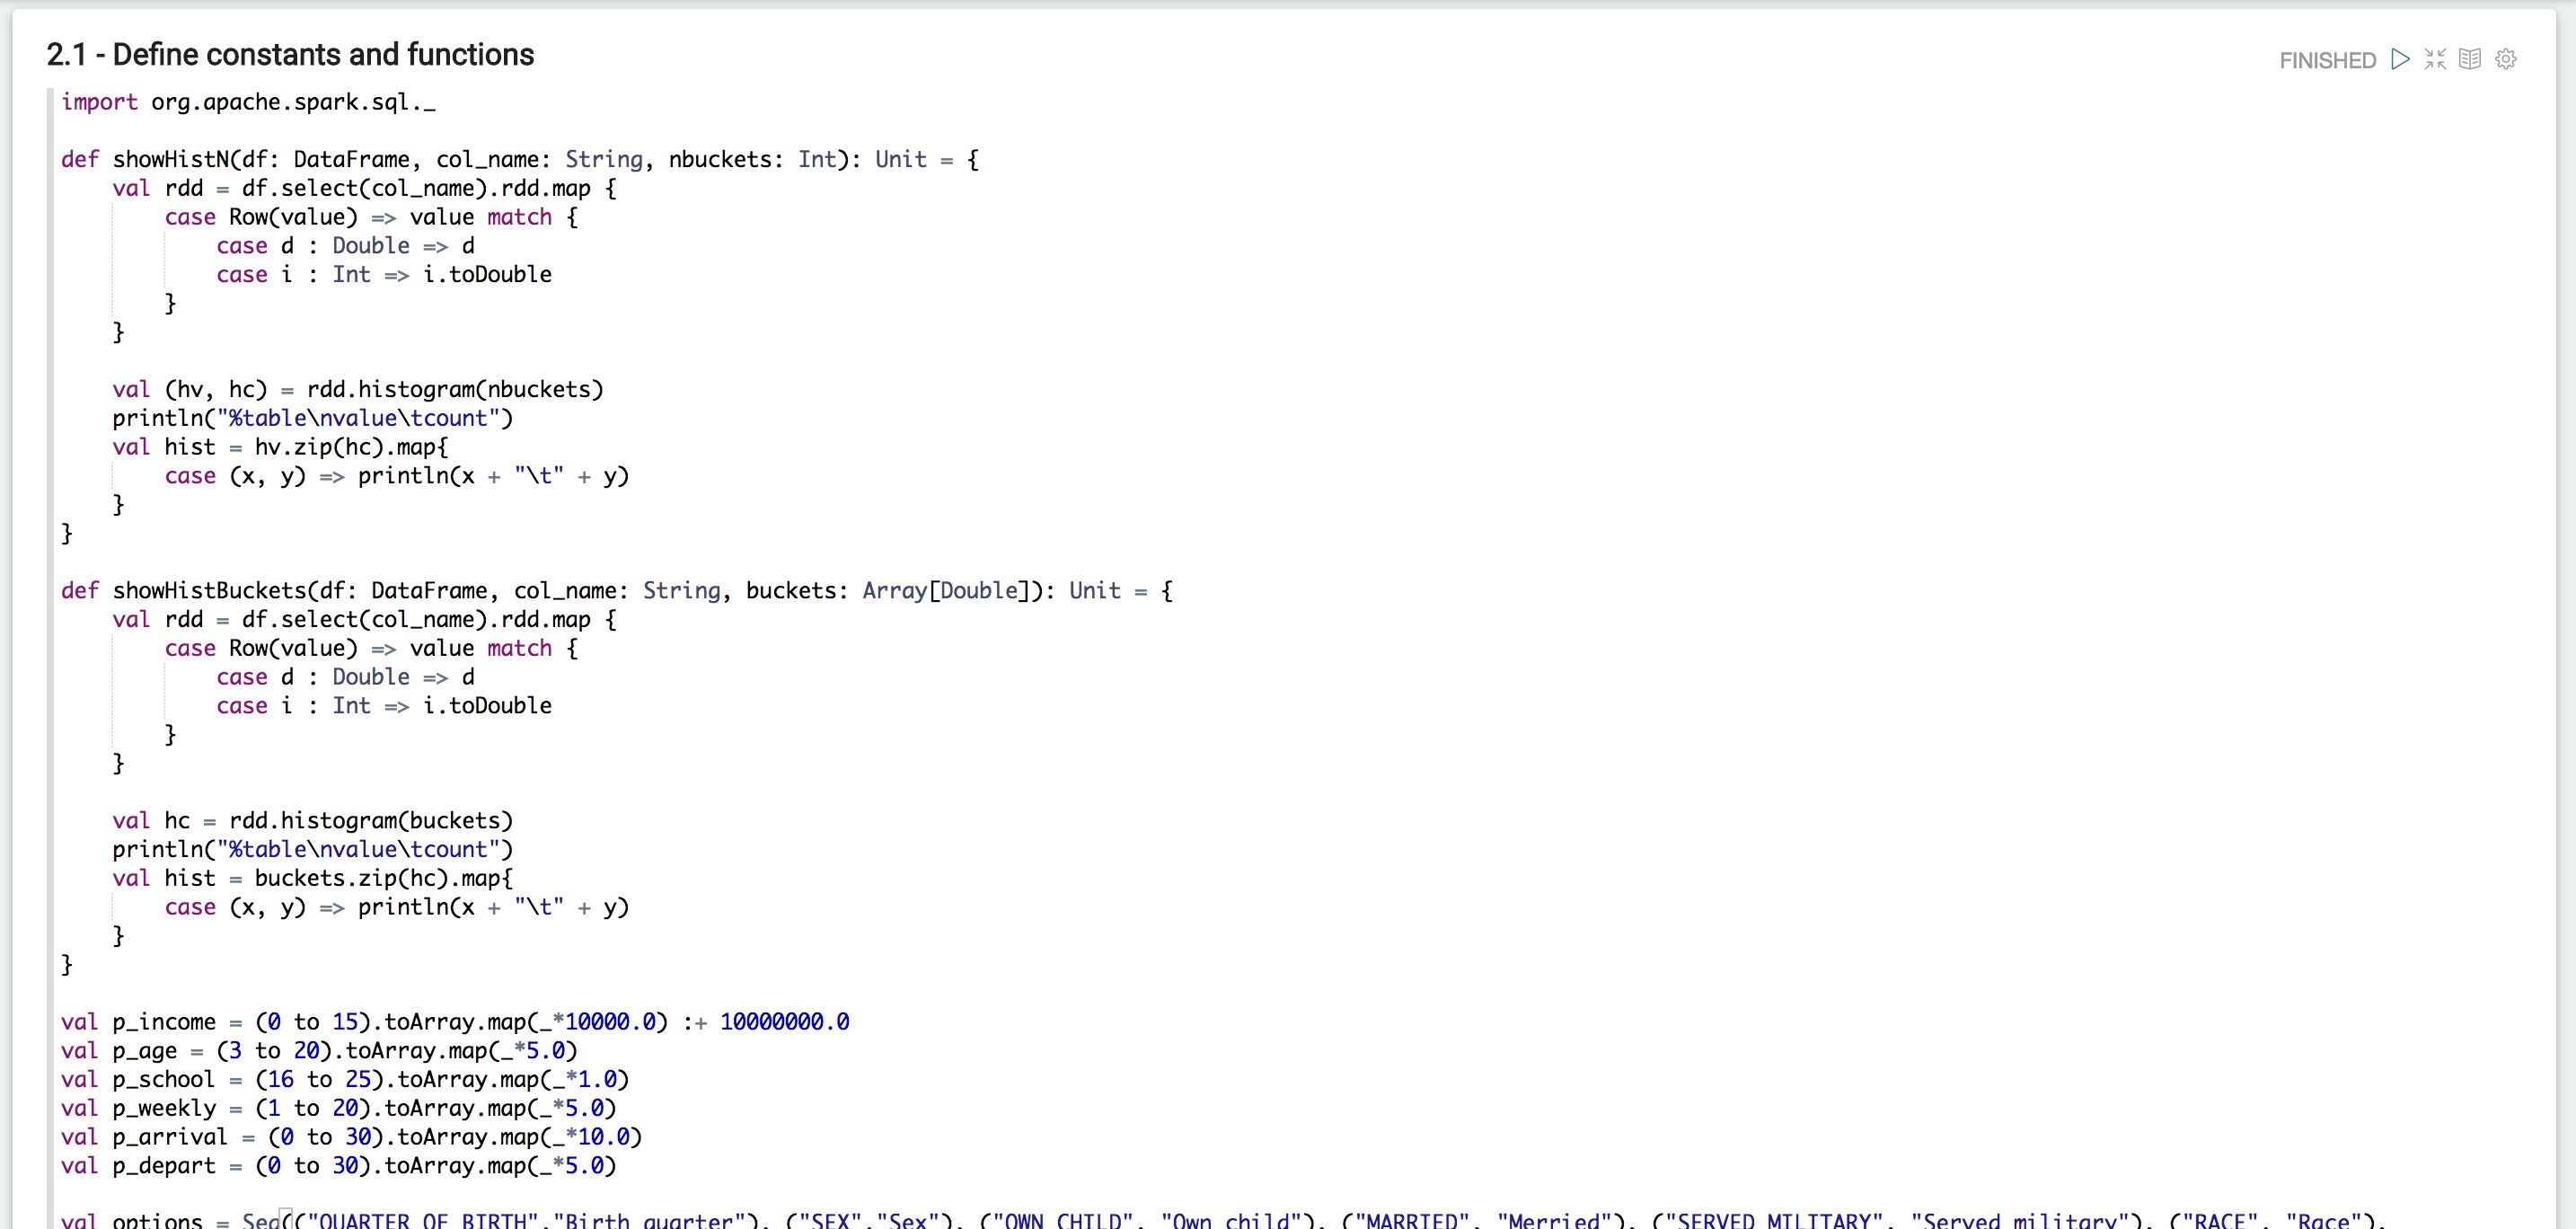 2.1 - Define constants and functions
FINISHED
import org.apache.spark.sql._
def showHistN(df: DataFrame, col_name: String, nbuckets: Int): Unit = {
    val rdd = df.select(col_name).rdd.map {
        case Row(value) => value match {
            case d : Double => d
            case i : Int => i.toDouble
        }
    }
    val (hv, hc) = rdd.histogram(nbuckets)
    println("%table\nvalue\tcount")
    val hist = hv.zip(hc).map{
        case (x, y) => println(x + "\t" + y)
    }
}
def showHistBuckets(df: DataFrame, col_name: String, buckets: Array[Double]): Unit = {
    val rdd = df.select(col_name).rdd.map {
        case Row(value) => value match {
            case d : Double => d
            case i : Int => i.toDouble
        }
    }
    val hc = rdd.histogram(buckets)
    println("%table\nvalue\tcount")
    val hist = buckets.zip(hc).map{
        case (x, y) => println(x + "\t" + y)
    }
}
val p_income = (0 to 15).toArray.map(_*10000.0) :+ 10000000.0
val p_age = (3 to 20).toArray.map(_*5.0)
val p_school = (16 to 25).toArray.map(_*1.0)
val p_weekly = (1 to 20).toArray.map(_*5.0)
val p_arrival = (0 to 30).toArray.map(_*10.0)
val p_depart = (0 to 30).toArray.map(_*5.0)
val options = Seq(("QUARTER_OF_BIRTH","Birth quarter"), ("SEX","Sex"), ("OWN_CHILD", "Own child"), ("MARRIED", "Merried"), ("SERVED_MILITARY", "Served military"), ("RACE", "Race"),